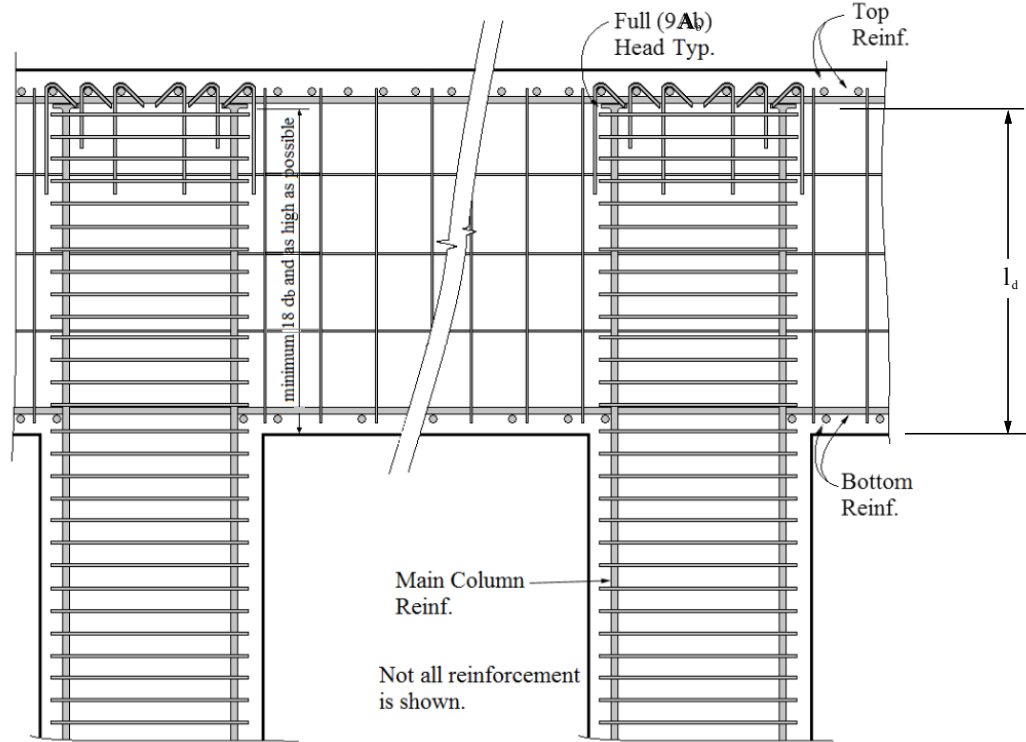 Full (9Ab)
Head Typ.
Top
Reinf.
minimum 18 db and as high as possible
ld
Bottom
Reinf.
Main Column
Reinf.
Not all reinforcement
is shown.